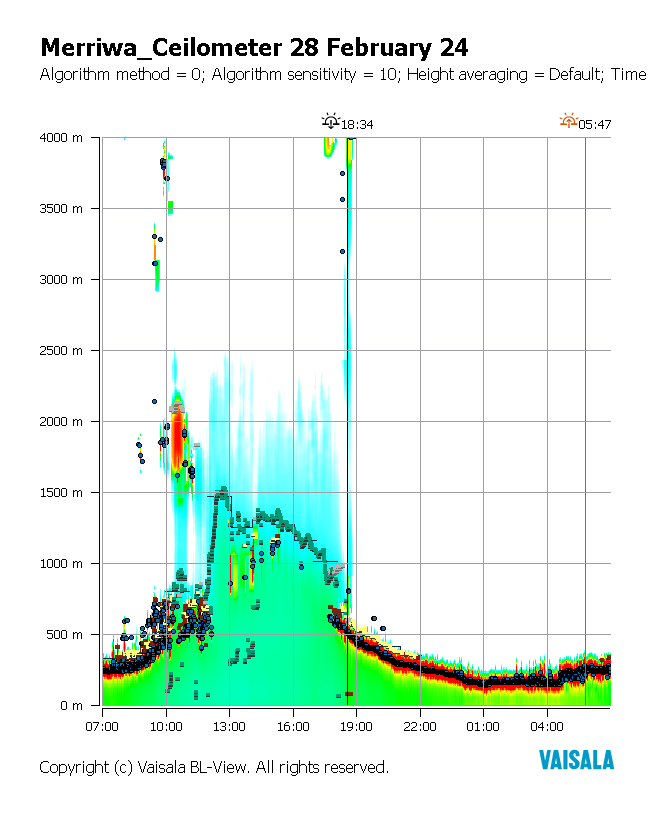 Merriwa_Ceilometer 28 February 24
Algorithm method = 0; Algorithm sensitivity = 10; Height averaging = Default; Time
18:34
05:47
4000 m
3500 m
3000 m
2500 m
2000 m
1500 m
1000 m
500 m
0 m
07:00 10:00 13:00 16:00 19:00 22:00 01:00 04:00
VAISALA
Copyright (c) Vaisala BL-View. All rights reserved.